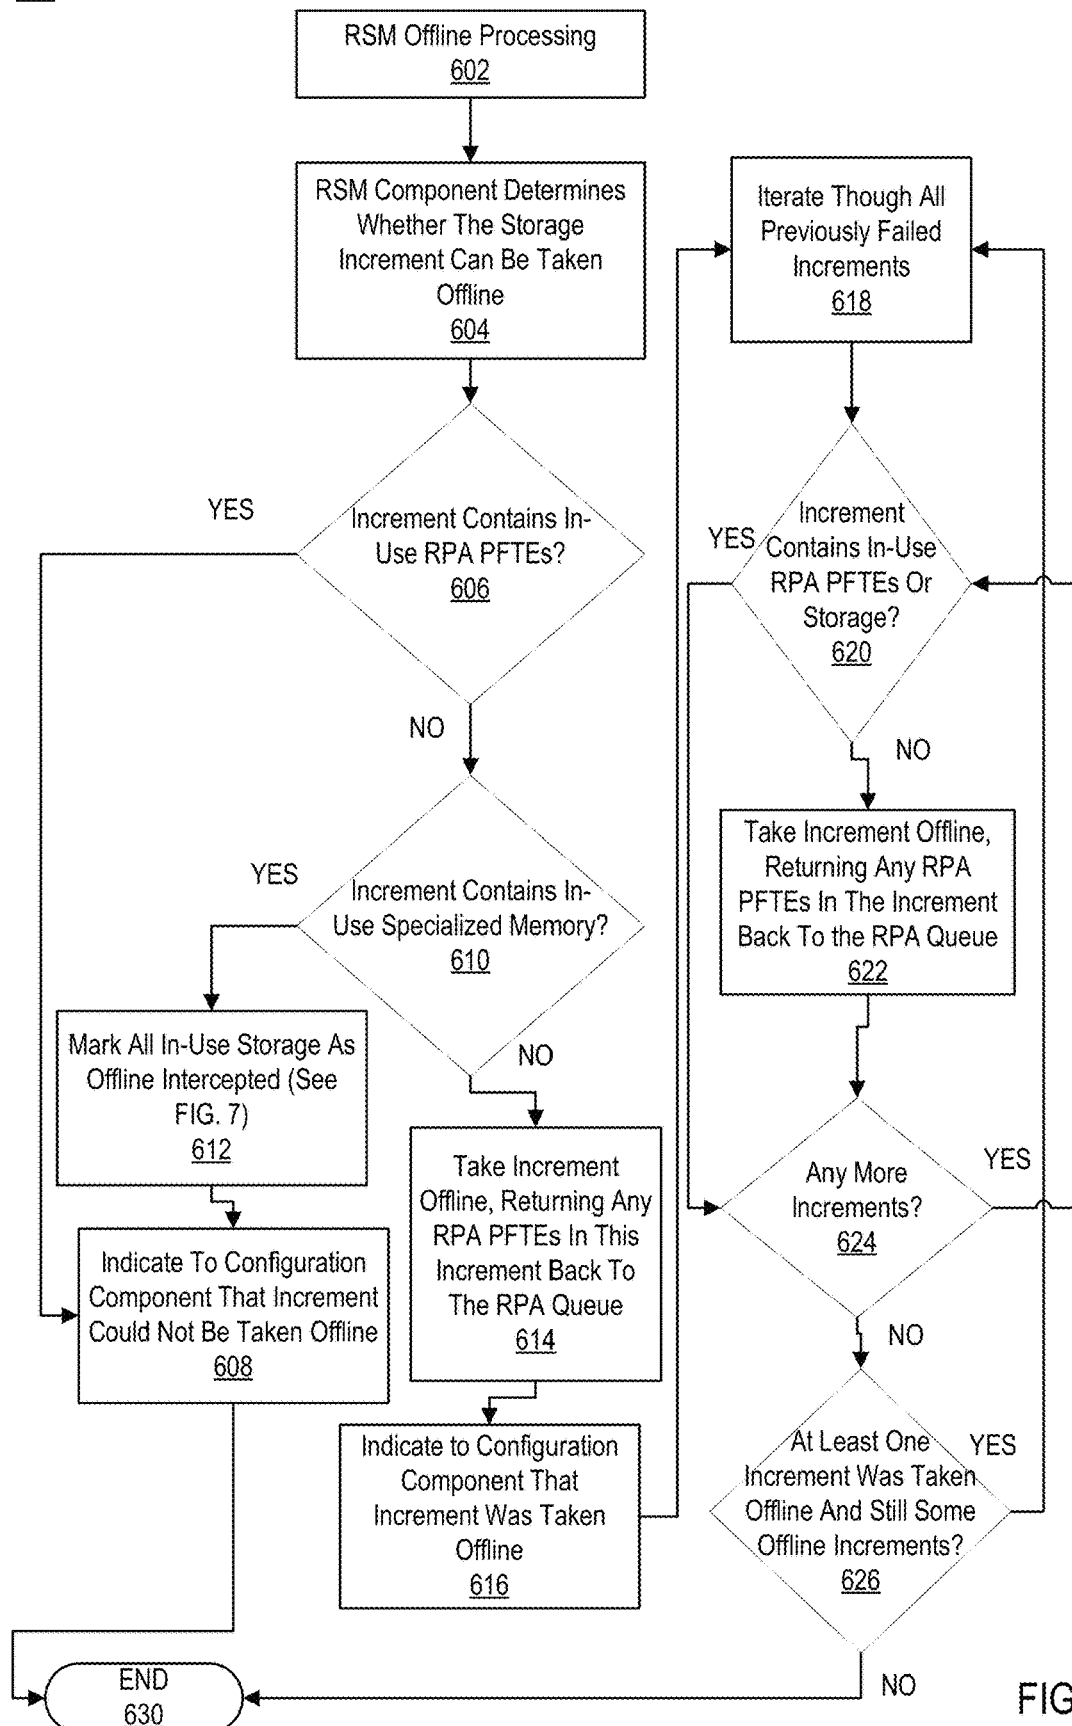 RSM Offline Processing
602
RSM Component Determines
Whether The Storage
Increment Can Be Taken
Offline
604
YES
Increment Contains In-
Use RPA PFTEs?
606
NO
YES
Increment Contains In-
Use Specialized Memory?
610
NO
Mark All In-Use Storage As
Offline Intercepted (See
FIG. 7)
612
Indicate To Configuration
Component That Increment
Could Not Be Taken Offline
608
Take Increment
Offline, Returning Any
RPA PFTEs In This
Increment Back To
The RPA Queue
614
Indicate to Configuration
Component That
Increment Was Taken
Offline
616
Iterate Though All
Previously Failed
Increments
618
YES
Increment
Contains In-Use
RPA PFTEs Or
Storage?
620
NO
Take Increment Offline,
Returning Any RPA
PFTEs In The Increment
Back To the RPA Queue
622
Any More
Increments?
624
YES
NO
At Least One
Increment Was Taken
Offline And Still Some
Offline Increments?
626
YES
NO
END
630
FIG